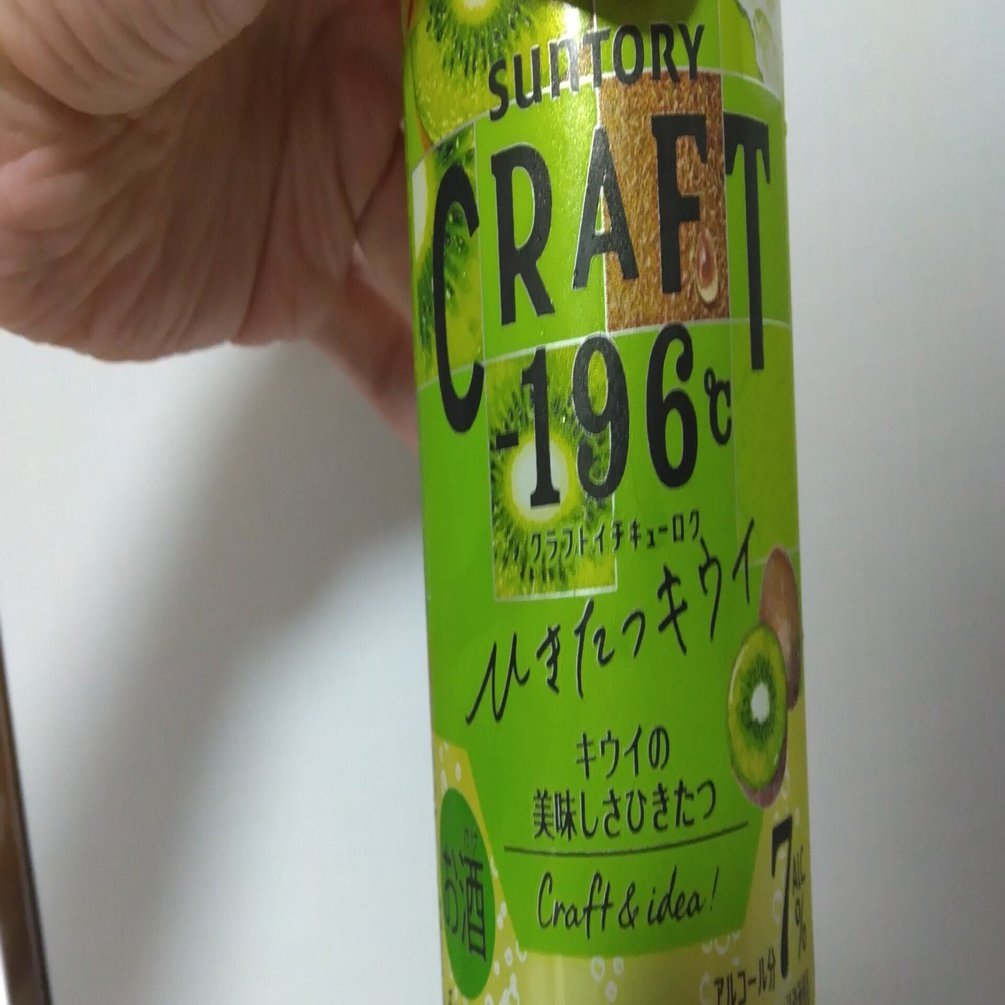 SUNTORY
CRAFT
-196℃
クラフトイチキューロク
ひきたつキウイ
キウイの
美味しさひきたつ
Craft & idea!
お酒
ALC.
7%
アルコール分